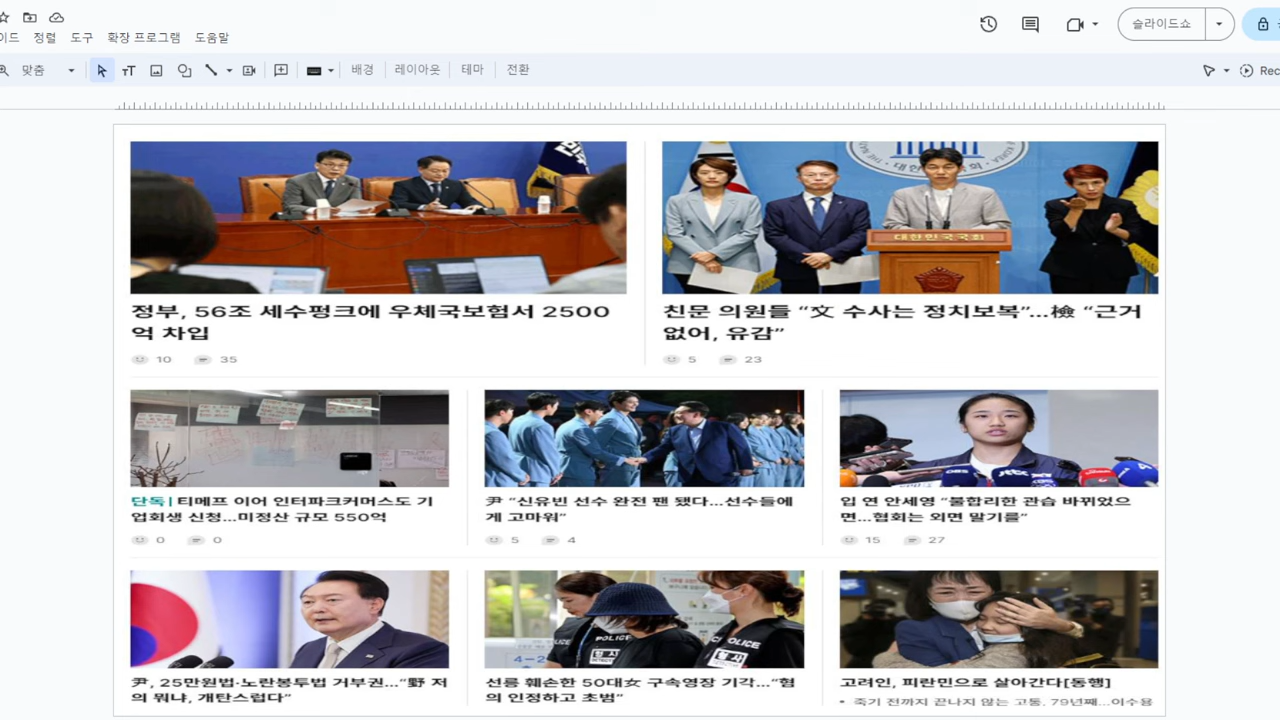 정렬 도구 확장 프로그램 도움말
슬라이드쇼
맞춤 배경 레이아웃 테마 전환
Rec
대한민국국회
정부, 56조 세수펑크에 우체국보험서 2500
억 차입
10 35
친문 의원들 “文 수사는 정치보복”...檢 “근거
없어, 유감”
5 23
단독| 티메프 이어 인터파크커머스도 기
업회생 신청...미정산 규모 550억
0 0
尹 “신유빈 선수 완전 팬 됐다...선수들에
게 고마워”
5 4
입 연 안세영 “불합리한 관습 바뀌었으
면...협회는 외면 말기를”
15 27
POLICE
형사
POLICE
형사
尹, 25만원법·노란봉투법 거부권...“野 저
의 뭐냐, 개탄스럽다”
선릉 훼손한 50대女 구속영장 기각...“혐
의 인정하고 초범”
고려인, 피란민으로 살아간다[동행]
• 죽기 전까지 끝나지 않는 고통, 79년째...이수용